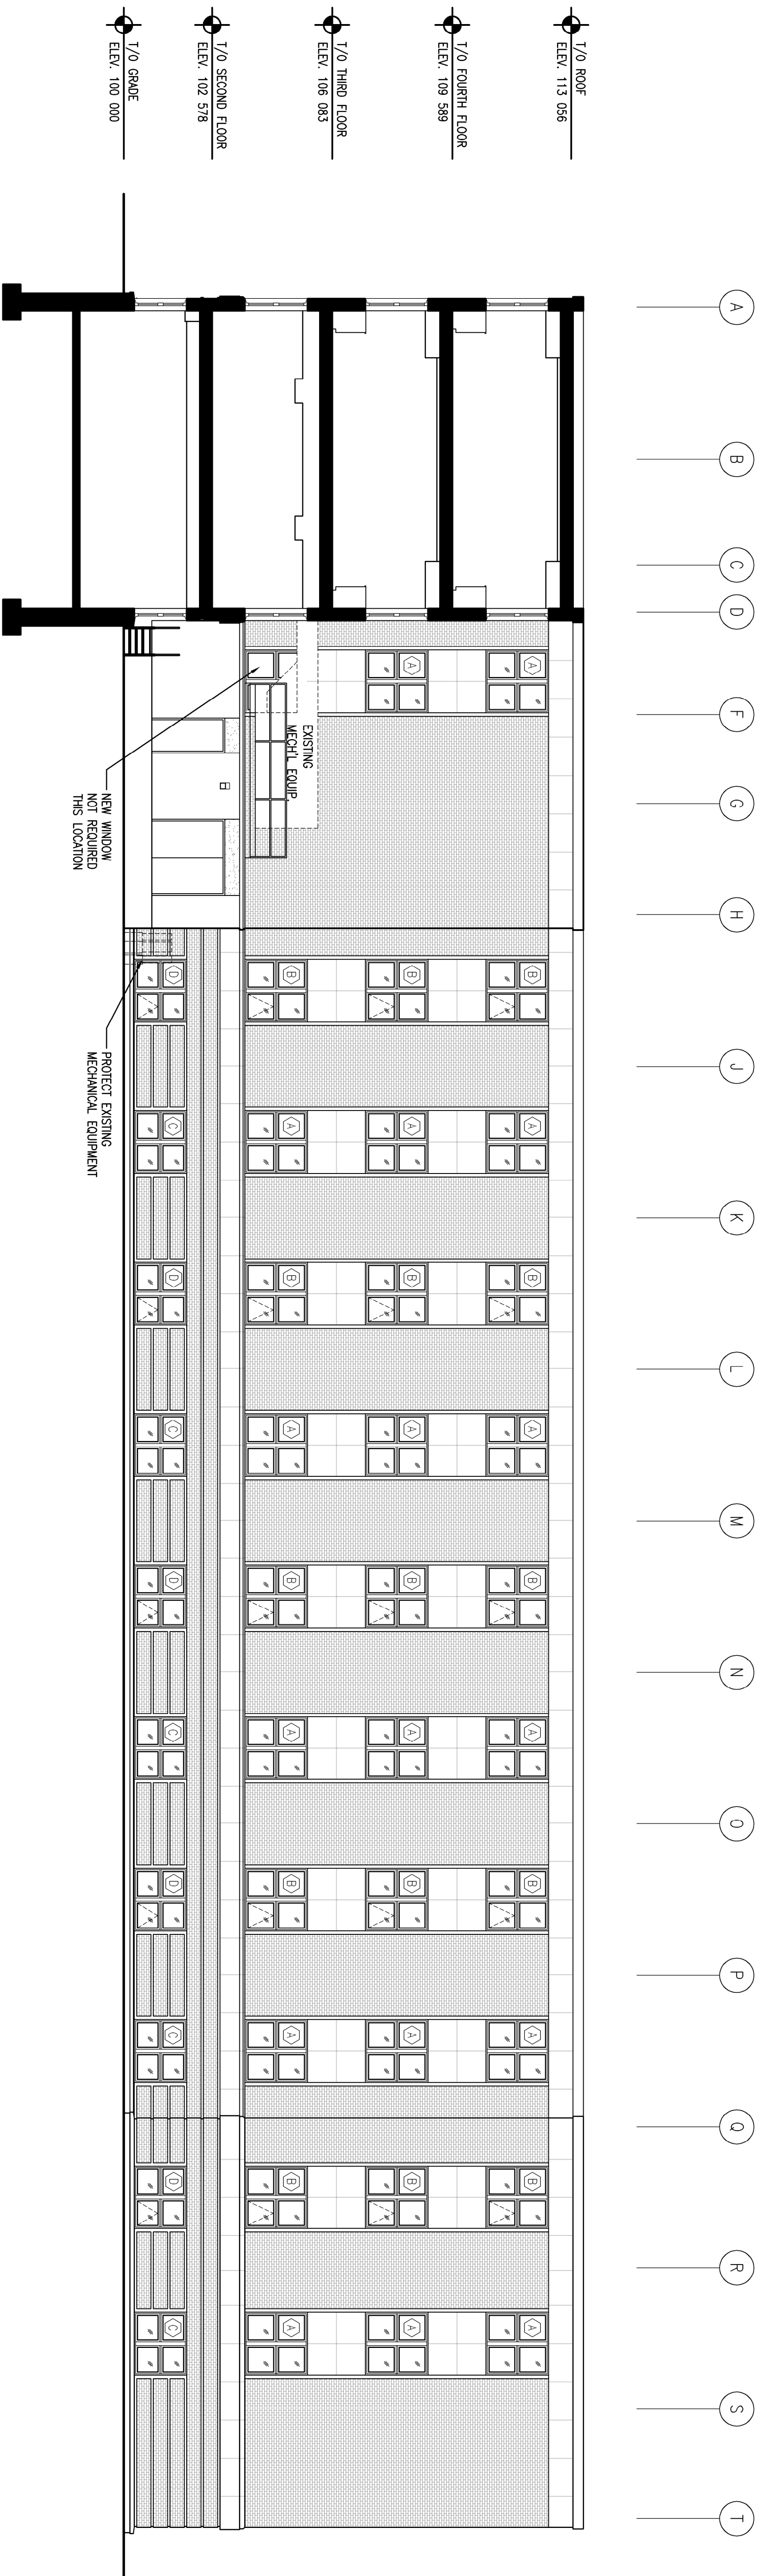 A
B
C
D
F
G
H
J
K
L
M
N
O
P
Q
R
S
T
T/O ROOF
ELEV. 113 056
T/O FOURTH FLOOR
ELEV. 109 589
T/O THIRD FLOOR
ELEV. 106 083
T/O SECOND FLOOR
ELEV. 102 578
T/O GRADE
ELEV. 100 000
A
B
A
B
A
B
A
B
A
B
A
A
B
A
B
A
B
A
B
A
B
A
B
A
B
A
B
A
B
A
B
A
EXISTING
MECH'L EQUIP.
D
C
D
C
D
C
D
C
D
C
NEW WINDOW
NOT REQUIRED
THIS LOCATION
PROTECT EXISTING
MECHANICAL EQUIPMENT